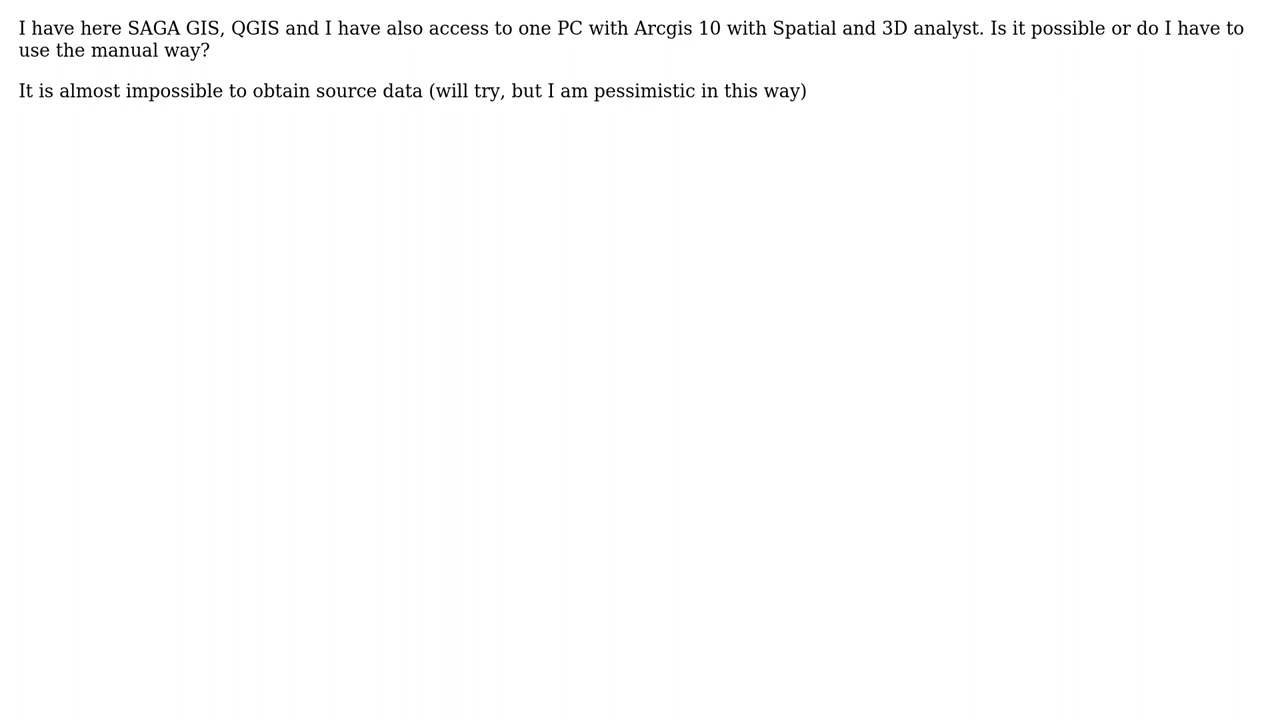 I have here SAGA GIS, QGIS and I have also access to one PC with Arcgis 10 with Spatial and 3D analyst. Is it possible or do I have to
use the manual way?
It is almost impossible to obtain source data (will try, but I am pessimistic in this way)